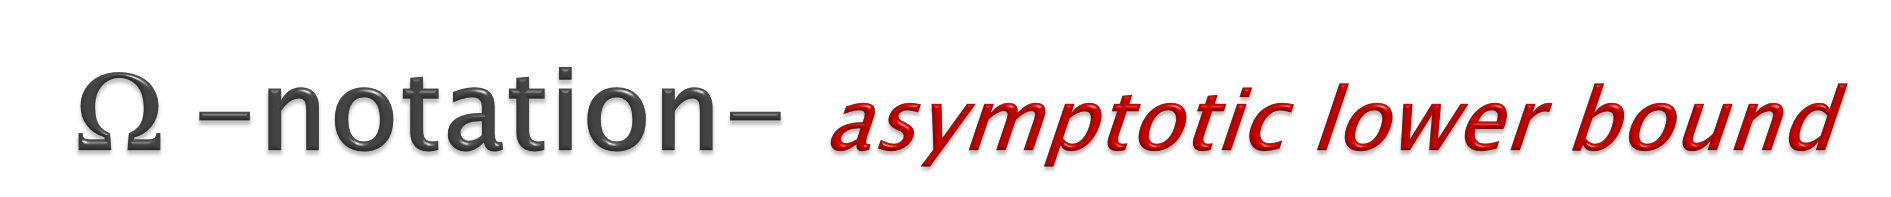 Ω -notation- asymptotic lower bound